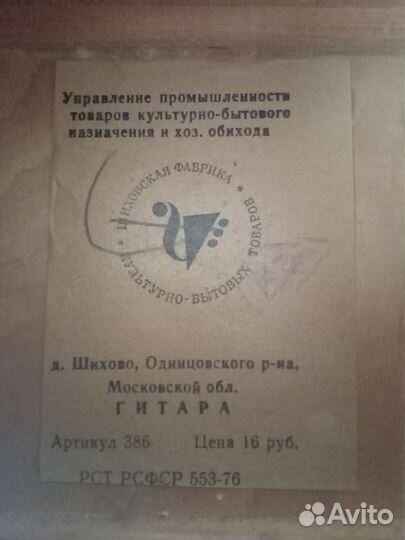 Управление промышленности
товаров культурно-бытового
назначения и хоз. обихода
ШИХОВСКАЯ ФАБРИКА *
КУЛЬТУРНО-БЫТОВЫХ ТОВАРОВ *
д. Шихово, Одинцовского р-на,
Московской обл.
ГИТАРА
Артикул 386 Цена 16 руб.
РСТ РСФСР 553-76
Avito